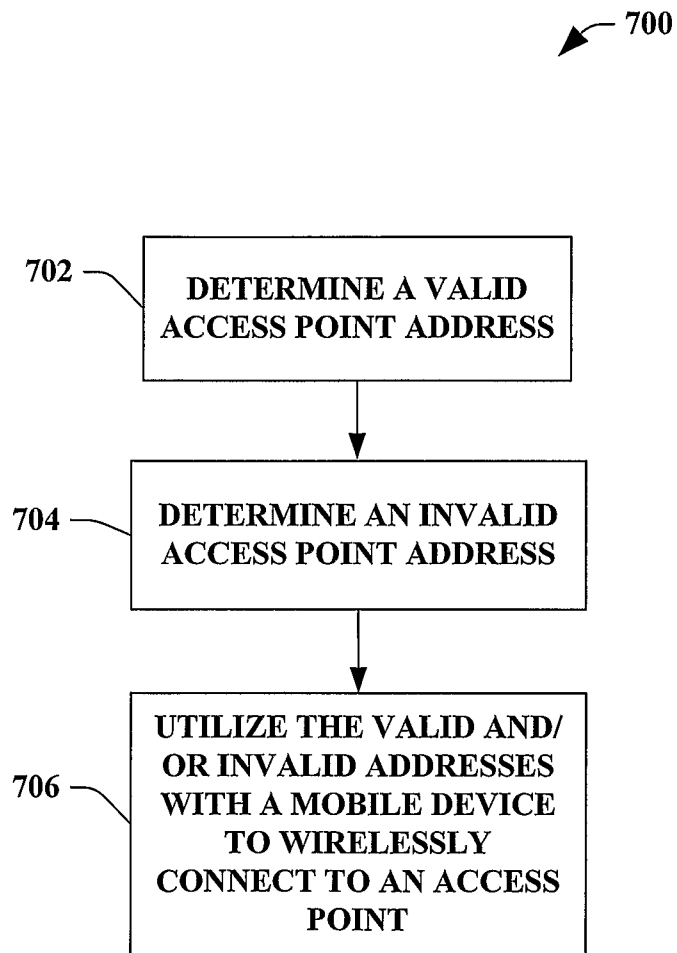 700
702
DETERMINE A VALID
ACCESS POINT ADDRESS
704
DETERMINE AN INVALID
ACCESS POINT ADDRESS
706
UTILIZE THE VALID AND/
OR INVALID ADDRESSES
WITH A MOBILE DEVICE
TO WIRELESSLY
CONNECT TO AN ACCESS
POINT